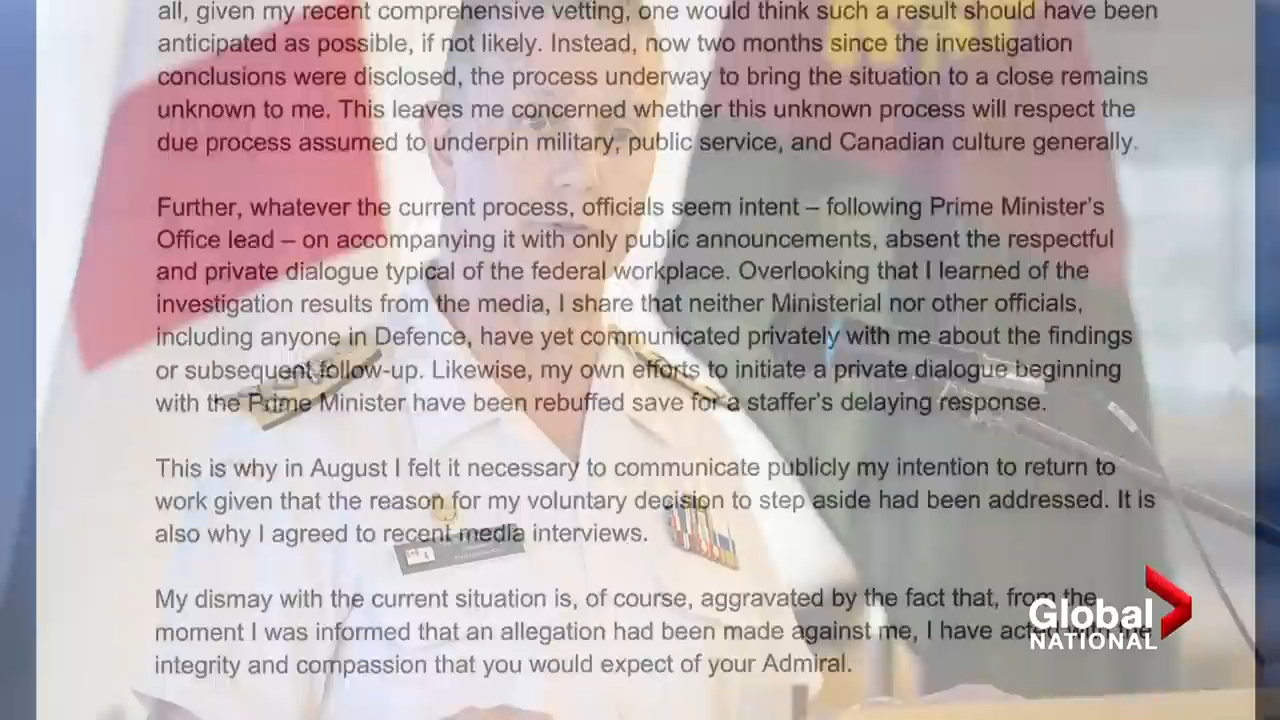 all, given my recent comprehensive vetting, one would think such a result should have been
anticipated as possible, if not likely. Instead, now two months since the investigation
conclusions were disclosed, the process underway to bring the situation to a close remains
unknown to me. This leaves me concerned whether this unknown process will respect the
due process assumed to underpin military, public service, and Canadian culture generally.
Further, whatever the current process, officials seem intent – following Prime Minister's
Office lead – on accompanying it with only public announcements, absent the respectful
and private dialogue typical of the federal workplace. Overlooking that I learned of the
investigation results from the media, I share that neither Ministerial nor other officials,
including anyone in Defence, have yet communicated privately with me about the findings
or subsequent follow-up. Likewise, my own efforts to initiate a private dialogue beginning
with the Prime Minister have been rebuffed save for a staffer's delaying response.
This is why in August I felt it necessary to communicate publicly my intention to return to
work given that the reason for my voluntary decision to step aside had been addressed. It is
also why I agreed to recent media interviews.
My dismay with the current situation is, of course, aggravated by the fact that, from the
moment I was informed that an allegation had been made against me, I have
integrity and compassion that you would expect of your Admiral.
Global
NATIONAL